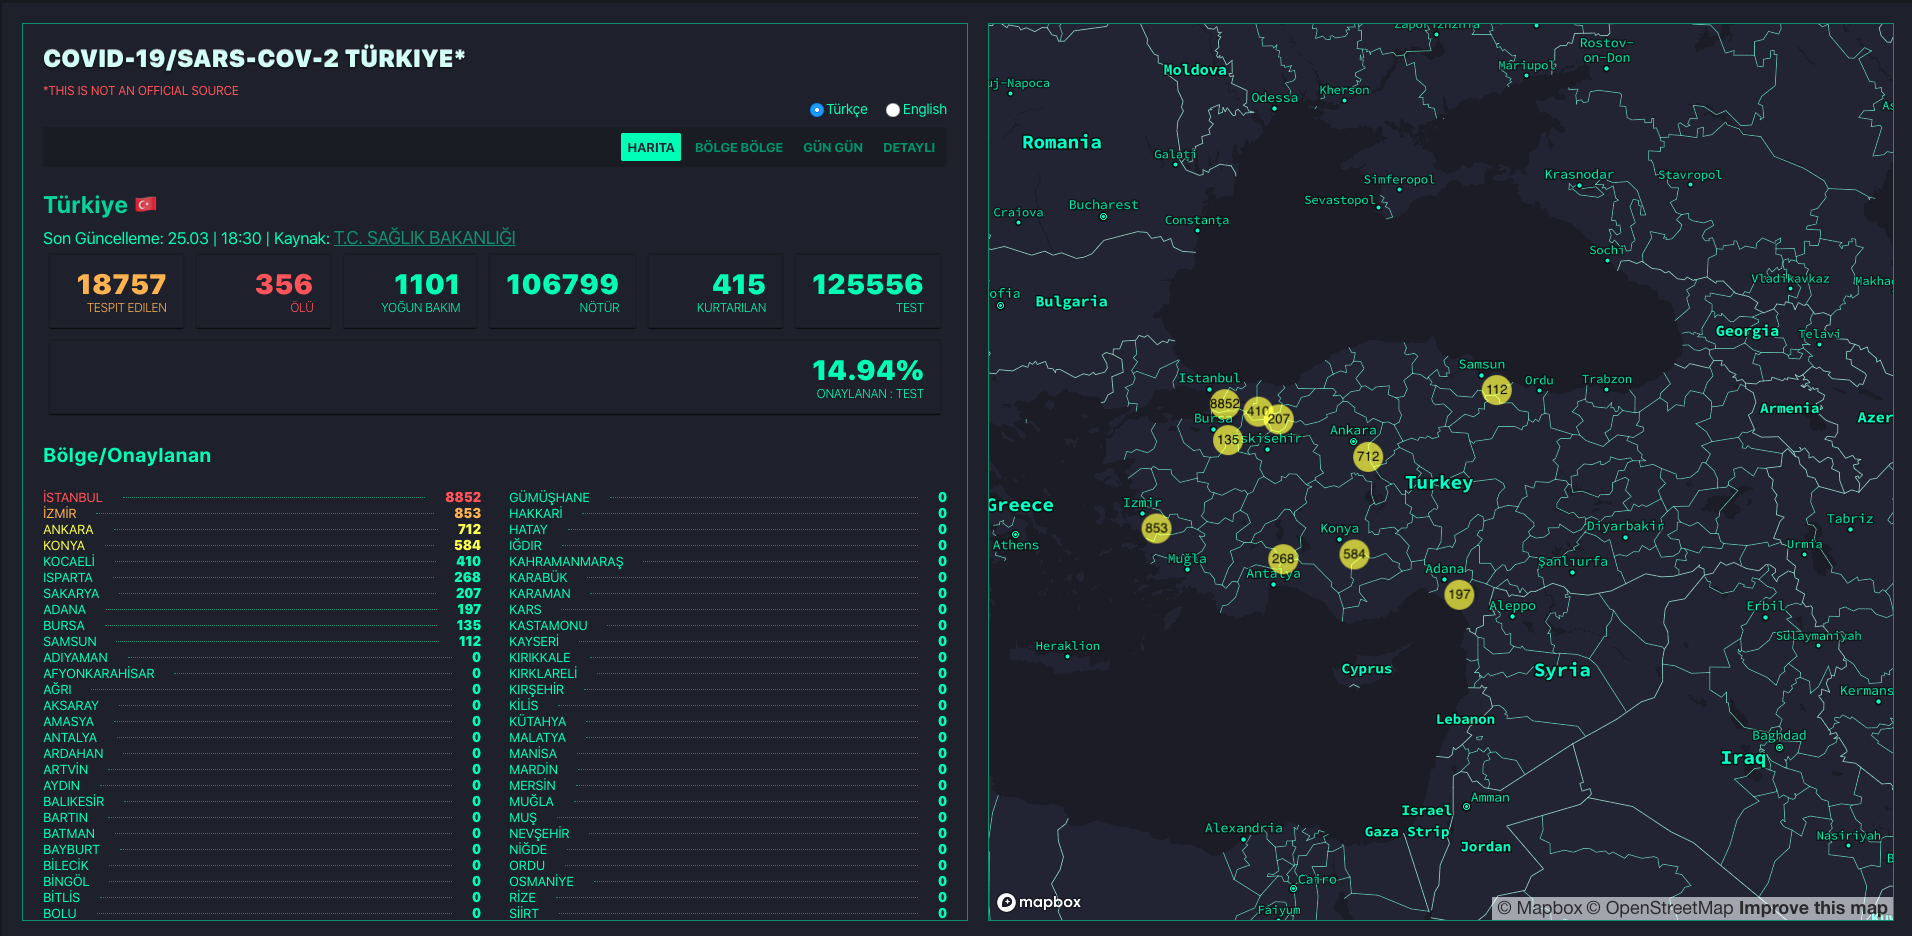 COVID-19/SARS-COV-2 TÜRKIYE*
*THIS IS NOT AN OFFICIAL SOURCE
Türkçe English
HARITA BÖLGE BÖLGE GÜN GÜN DETAYLI
Türkiye
Son Güncelleme: 25.03 | 18:30 | Kaynak: T.C. SAĞLIK BAKANLIĞI
18757 356 1101 106799 415 125556
TESPIT EDILEN ÖLÜ YOĞUN BAKIM NÖTÜR KURTARILAN TEST
14.94%
ONAYLANAN : TEST
Bölge/Onaylanan
İSTANBUL 8852
İZMİR 853
ANKARA 712
KONYA 584
KOCAELİ 410
ISPARTA 268
SAKARYA 207
ADANA 197
BURSA 135
SAMSUN 112
ADIYAMAN 0
AFYONKARAHİSAR 0
AĞRI 0
AKSARAY 0
AMASYA 0
ANTALYA 0
ARDAHAN 0
ARTVİN 0
AYDIN 0
BALIKESİR 0
BARTIN 0
BATMAN 0
BAYBURT 0
BİLECİK 0
BİNGÖL 0
BİTLİS 0
BOLU 0
GÜMÜŞHANE 0
HAKKARİ 0
HATAY 0
IĞDIR 0
KAHRAMANMARAŞ 0
KARABÜK 0
KARAMAN 0
KARS 0
KASTAMONU 0
KAYSERİ 0
KIRIKKALE 0
KIRKLARELİ 0
KIRŞEHİR 0
KİLİS 0
KÜTAHYA 0
MALATYA 0
MANİSA 0
MARDİN 0
MERSİN 0
MUĞLA 0
MUŞ 0
NEVŞEHİR 0
NİĞDE 0
ORDU 0
OSMANİYE 0
RİZE 0
SİİRT 0
Rostov-
on-Don
Moldova
Mariupol
uj-Napoca
Odessa
Kherson
Romania
Galați
Krasnodar
Stavropol
Simferopol
Sevastopol
Bucharest
Craiova
Constanța
Sochi
Vladikavkaz
Makha
ofia
Bulgaria
Georgia
Telavi
Samsun
Istanbul
Ordu
Trabzon
112
8852
410
207
Armenia
Azer
Bursa
Ankara
135
skişehir
712
Turkey
Izmir
Greece
853
Konya
Diyarbakır
Tabriz
Athens
584
Urmia
268
Muğla
Antalya
Adana
Şanlıurfa
197
Aleppo
Erbil
Sülaymaniyah
Heraklion
Cyprus
Syria
Kermans
Lebanon
Baghdad
Iraq
Amman
Israel
Gaza Strip
Alexandria
Jordan
Nasiriyah
B
Cairo
Faiyum
mapbox
© Mapbox © OpenStreetMap Improve this map